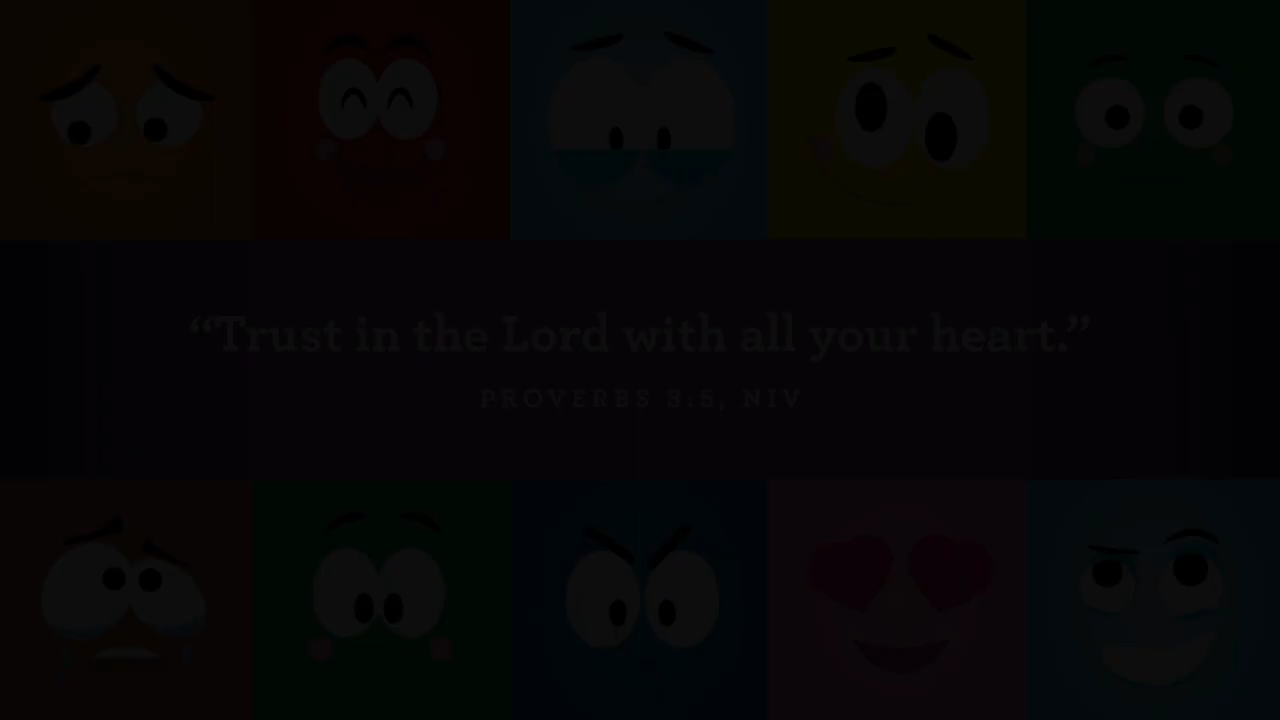 “Trust in the Lord with all your heart.”
PROVERBS 3:5, NIV